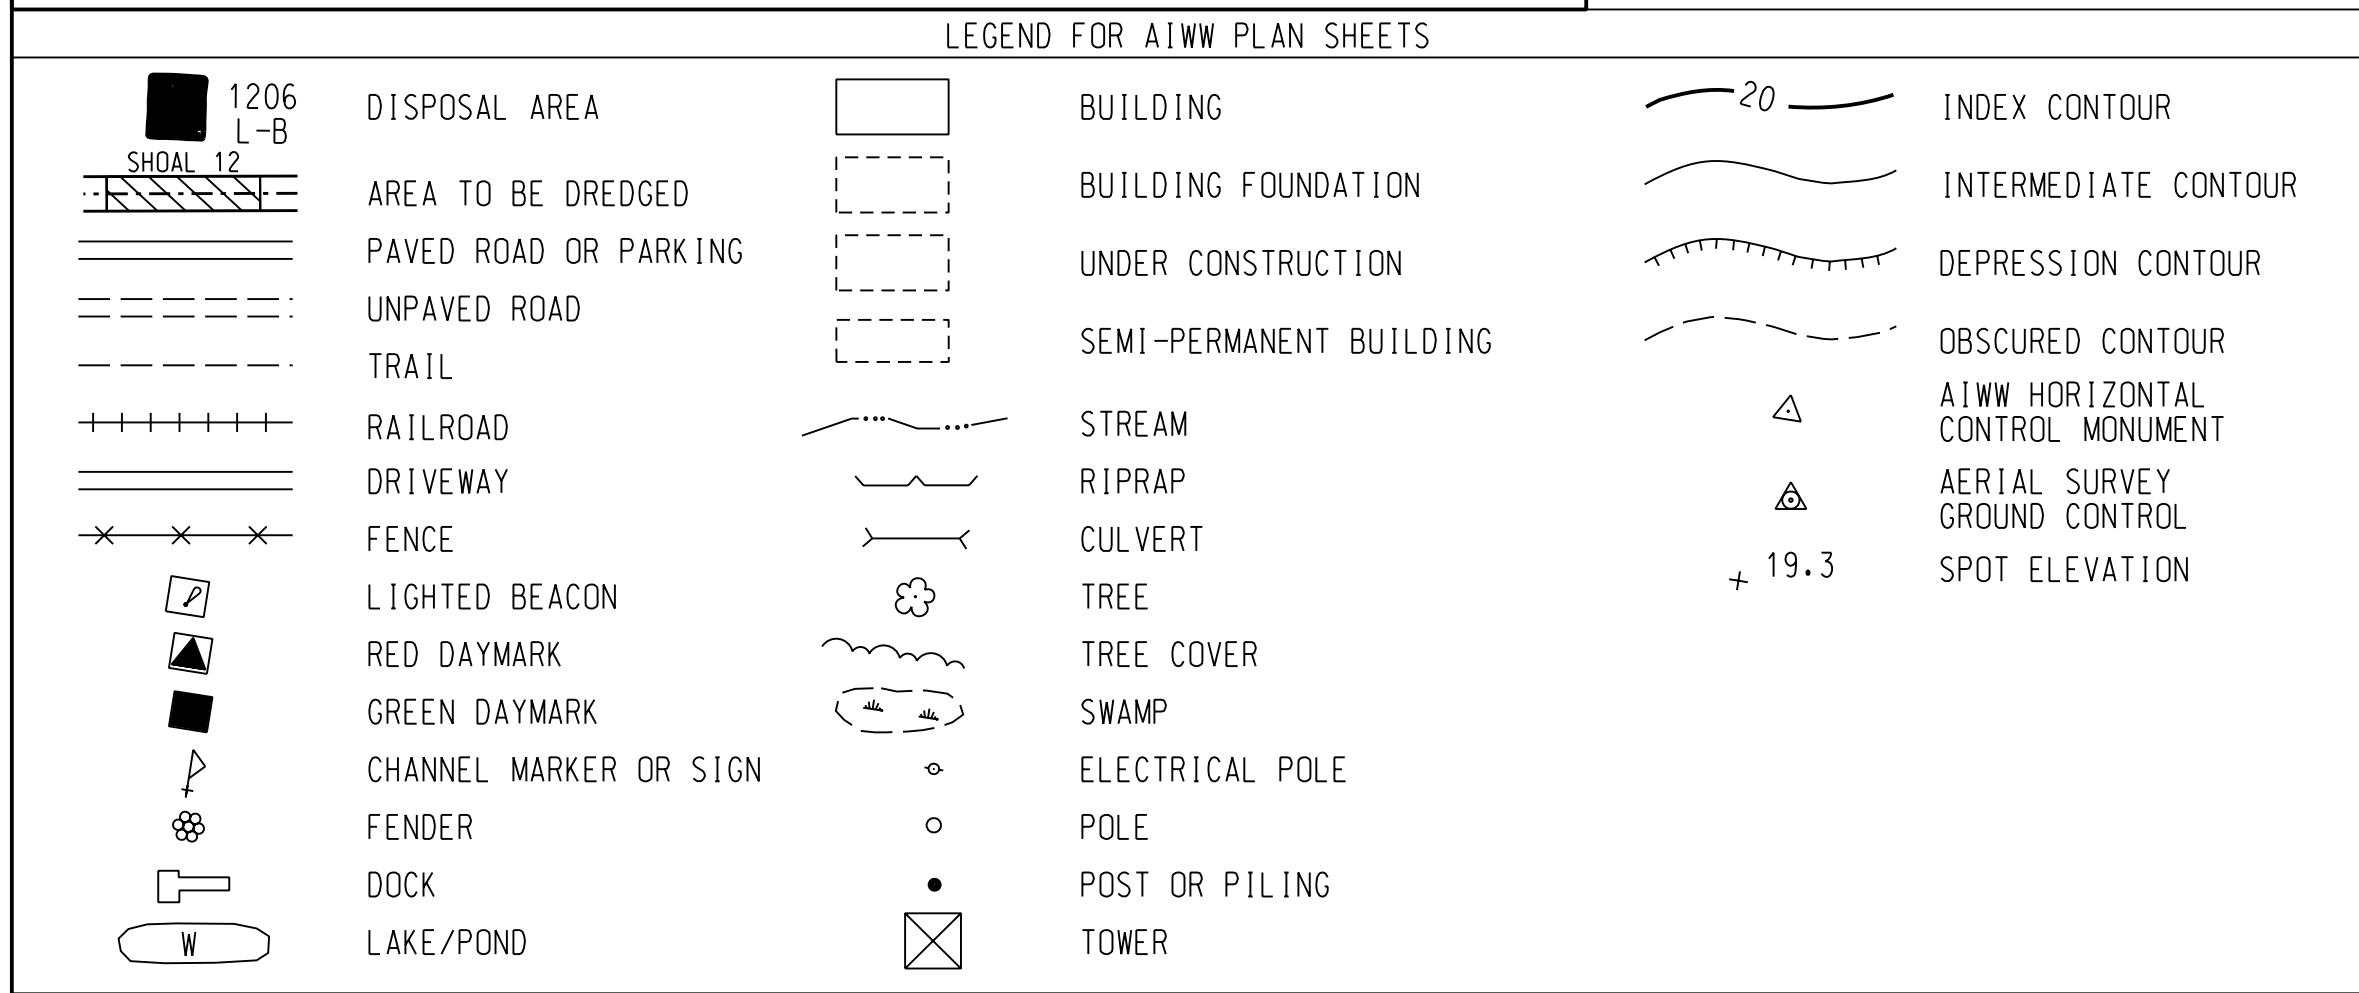 LEGEND FOR AIWW PLAN SHEETS
1206
L-B
DISPOSAL AREA
SHOAL 12
AREA TO BE DREDGED
PAVED ROAD OR PARKING
UNPAVED ROAD
TRAIL
RAILROAD
DRIVEWAY
FENCE
LIGHTED BEACON
RED DAYMARK
GREEN DAYMARK
CHANNEL MARKER OR SIGN
FENDER
DOCK
W
LAKE/POND
BUILDING
BUILDING FOUNDATION
UNDER CONSTRUCTION
SEMI-PERMANENT BUILDING
STREAM
RIPRAP
CULVERT
TREE
TREE COVER
SWAMP
ELECTRICAL POLE
POLE
POST OR PILING
TOWER
20
INDEX CONTOUR
INTERMEDIATE CONTOUR
DEPRESSION CONTOUR
OBSCURED CONTOUR
AIWW HORIZONTAL
CONTROL MONUMENT
AERIAL SURVEY
GROUND CONTROL
19.3
SPOT ELEVATION